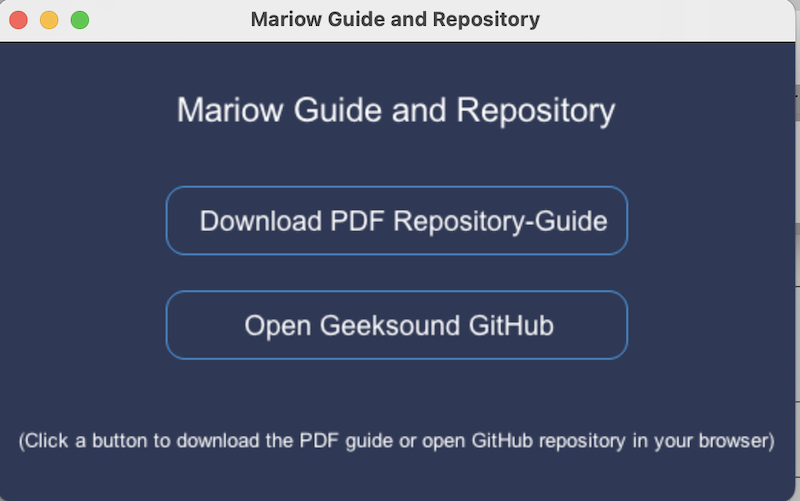 Mariow Guide and Repository
Mariow Guide and Repository
Download PDF Repository-Guide
Open Geeksound GitHub
(Click a button to download the PDF guide or open GitHub repository in your browser)